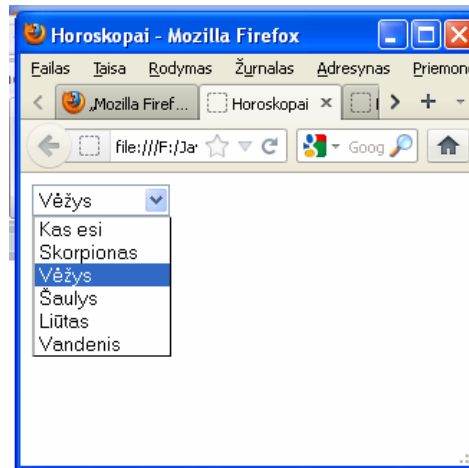 Horoskopai - Mozilla Firefox
Failas Taisa Rodymas Žurnalas Adresynas Priemon
„Mozilla Firef... Horoskopai
file:///F:/Ja Goog
Vėžys
Kas esi
Skorpionas
Vėžys
Šaulys
Liūtas
Vandenis